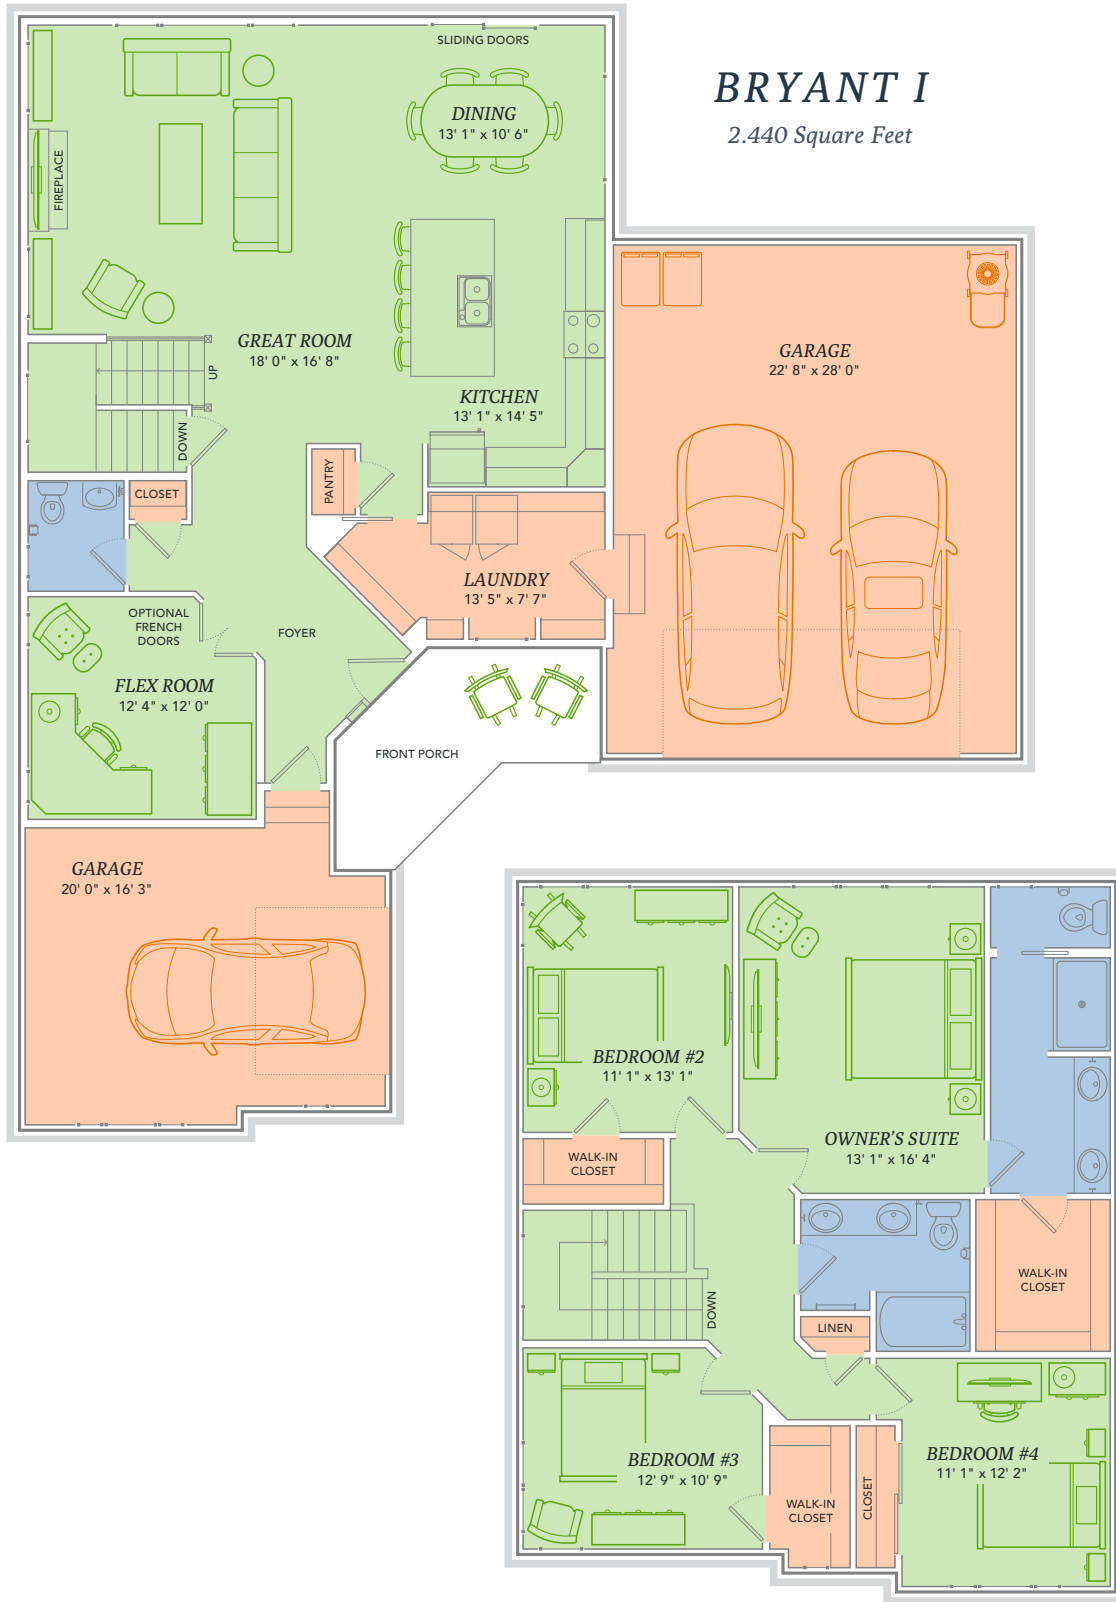 BRYANT I
2.440 Square Feet
SLIDING DOORS
DINING
13' 1" x 10' 6"
FIREPLACE
GREAT ROOM
18' 0" x 16' 8"
UP
KITCHEN
13' 1" x 14' 5"
GARAGE
22' 8" x 28' 0"
DOWN
PANTRY
CLOSET
LAUNDRY
13' 5" x 7' 7"
OPTIONAL
FRENCH
DOORS
FOYER
FLEX ROOM
12' 4" x 12' 0"
FRONT PORCH
GARAGE
20' 0" x 16' 3"
BEDROOM #2
11' 1" x 13' 1"
OWNER'S SUITE
13' 1" x 16' 4"
WALK-IN
CLOSET
WALK-IN
CLOSET
DOWN
LINEN
BEDROOM #3
12' 9" x 10' 9"
BEDROOM #4
11' 1" x 12' 2"
WALK-IN
CLOSET
CLOSET